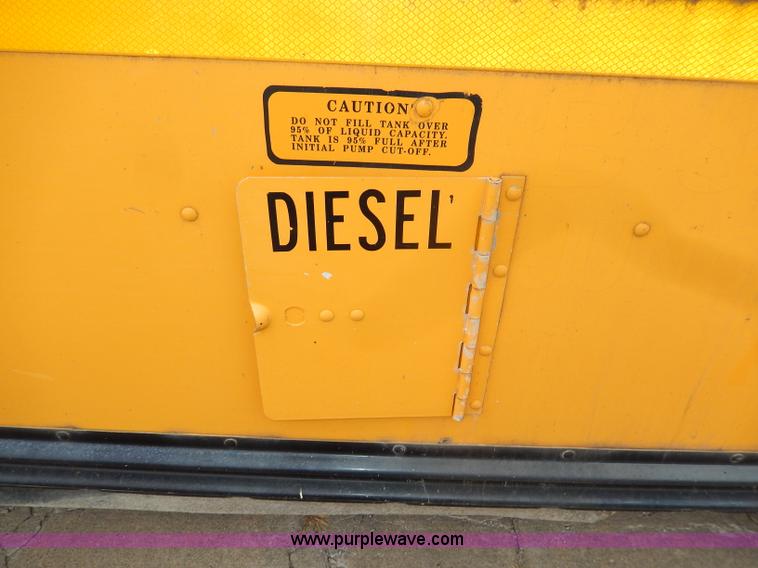 CAUTION
DO NOT FILL TANK OVER
95% OF LIQUID CAPACITY.
TANK IS 95% FULL AFTER
INITIAL PUMP CUT-OFF.
DIESEL
www.purplewave.com